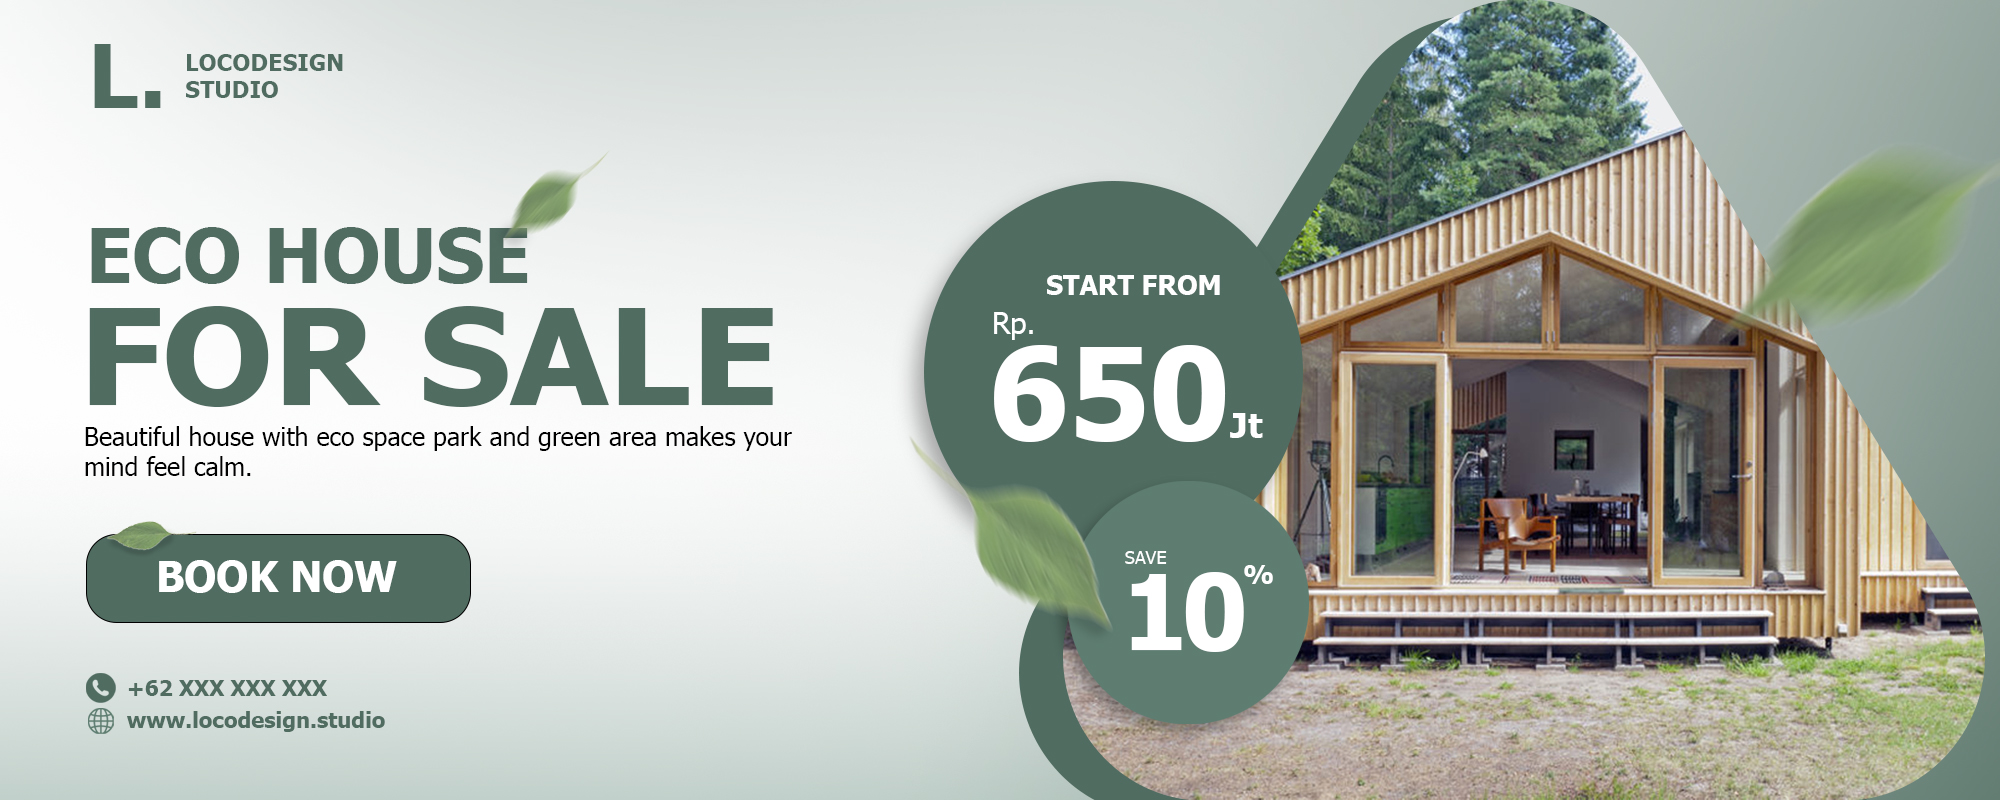 L.
LOCODESIGN
STUDIO
ECO HOUSE
FOR SALE
Beautiful house with eco space park and green area makes your
mind feel calm.
BOOK NOW
+62 XXX XXX XXX
www.locodesign.studio
START FROM
Rp.
650 Jt
SAVE
10%